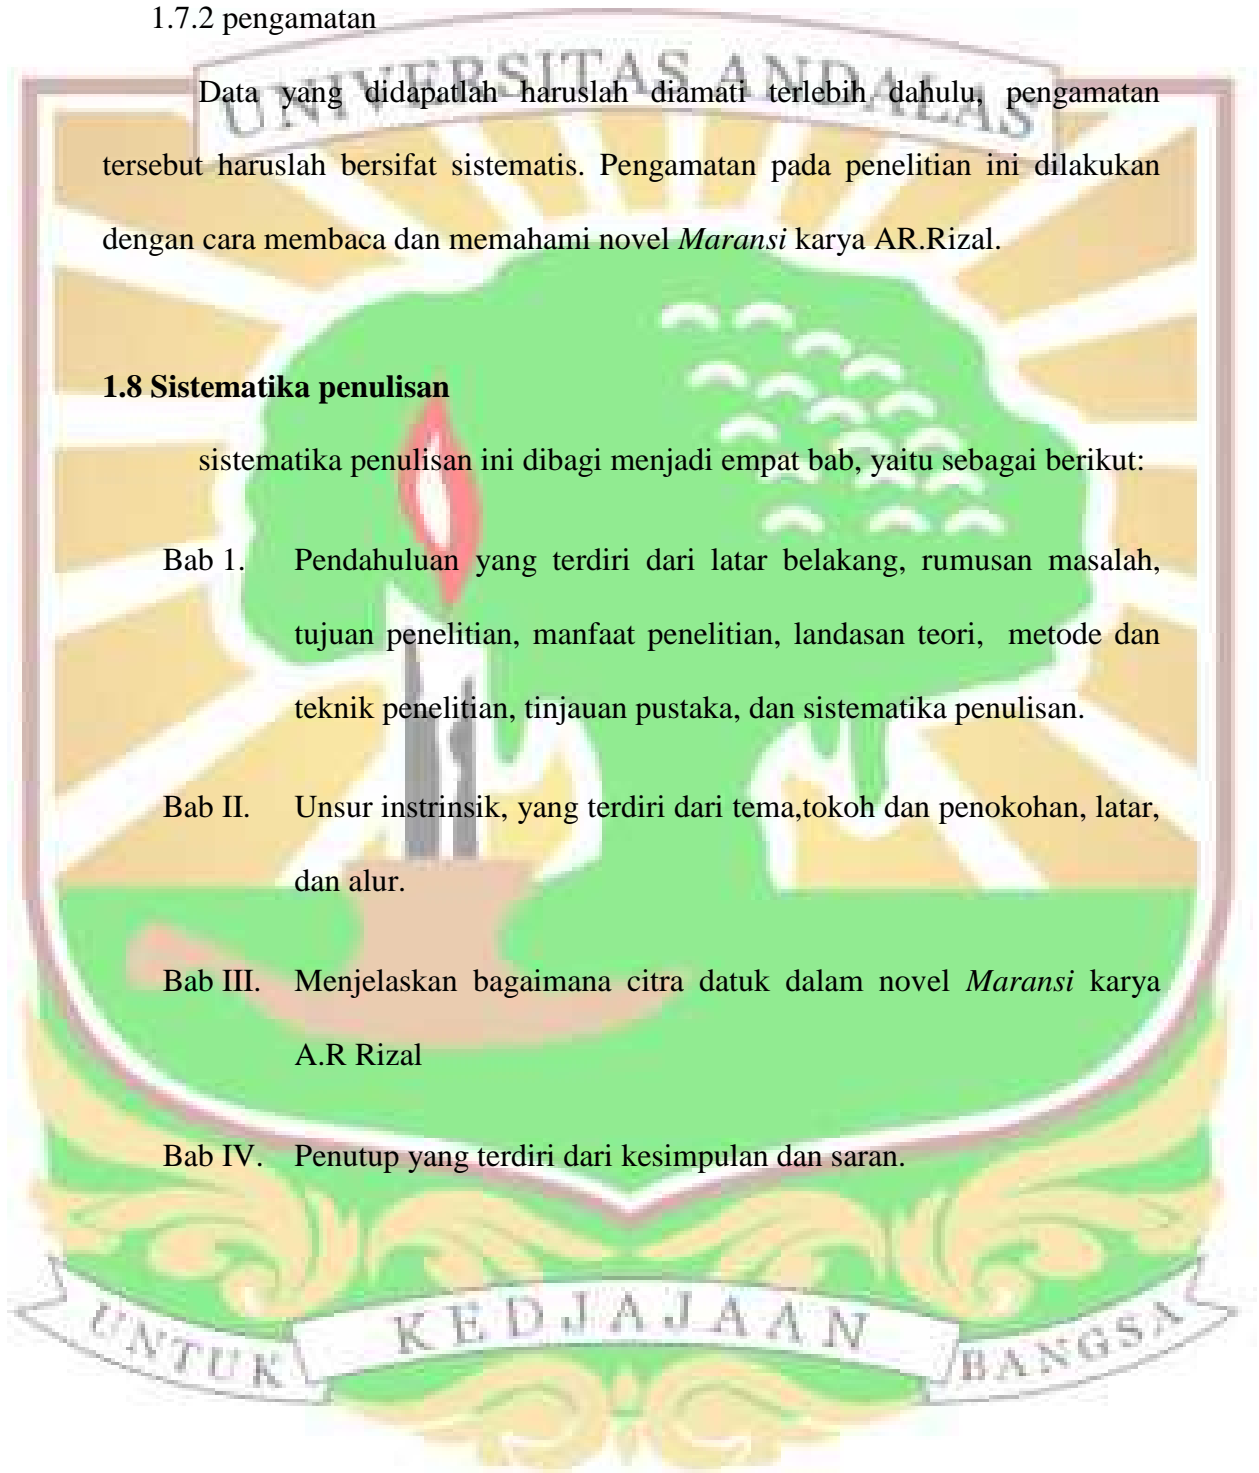 1.7.2 pengamatan
UNIVERSITAS ANDALAS
Data yang didapatlah haruslah diamati terlebih dahulu, pengamatan
tersebut haruslah bersifat sistematis. Pengamatan pada penelitian ini dilakukan
dengan cara membaca dan memahami novel Maransi karya AR.Rizal.
1.8 Sistematika penulisan
sistematika penulisan ini dibagi menjadi empat bab, yaitu sebagai berikut:
Bab 1. Pendahuluan yang terdiri dari latar belakang, rumusan masalah,
tujuan penelitian, manfaat penelitian, landasan teori, metode dan
teknik penelitian, tinjauan pustaka, dan sistematika penulisan.
Bab II. Unsur instrinsik, yang terdiri dari tema,tokoh dan penokohan, latar,
dan alur.
Bab III. Menjelaskan bagaimana citra datuk dalam novel Maransi karya
A.R Rizal
Bab IV. Penutup yang terdiri dari kesimpulan dan saran.
UNTUK KEDJAJAAN BANGSA